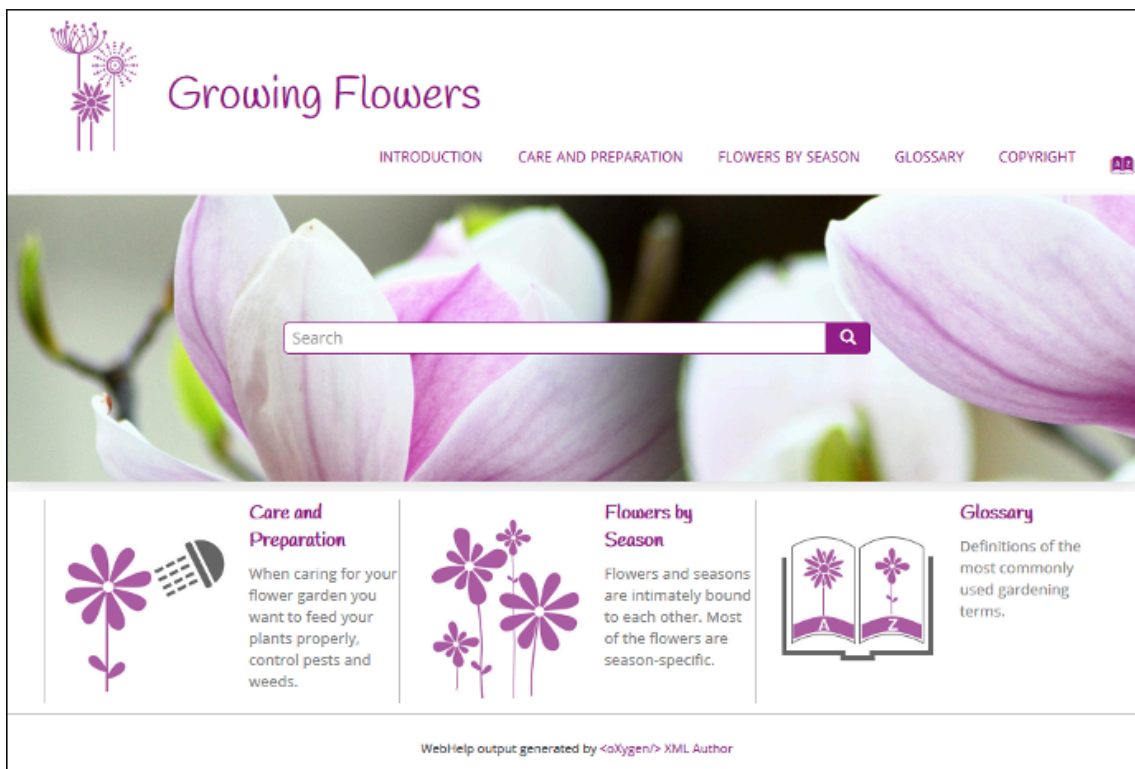 Growing Flowers
INTRODUCTION CARE AND PREPARATION FLOWERS BY SEASON GLOSSARY COPYRIGHT
A Z
Search
Care and
Preparation
When caring for your
flower garden you
want to feed your
plants properly,
control pests and
weeds.
Flowers by
Season
Flowers and seasons
are intimately bound
to each other. Most
of the flowers are
season-specific.
A Z
Glossary
Definitions of the
most commonly
used gardening
terms.
WebHelp output generated by <oXygen/> XML Author